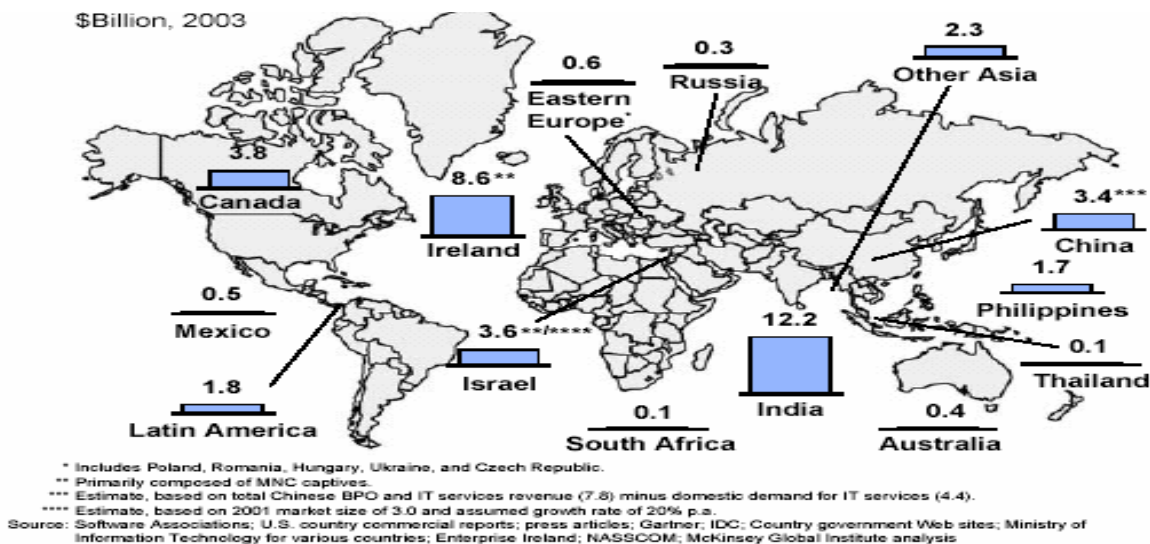 $Billion, 2003
2.3
Other Asia
0.3
Russia
0.6
Eastern
Europe*
3.8
Canada
8.6**
Ireland
3.4***
China
1.7
Philippines
0.5
Mexico
3.6**/****
Israel
12.2
India
0.1
Thailand
1.8
Latin America
0.1
South Africa
0.4
Australia
* Includes Poland, Romania, Hungary, Ukraine, and Czech Republic.
** Primarily composed of MNC captives.
*** Estimate, based on total Chinese BPO and IT services revenue (7.8) minus domestic demand for IT services (4.4).
**** Estimate, based on 2001 market size of 3.0 and assumed growth rate of 20% p.a.
Source: Software Associations; U.S. country commercial reports; press articles; Gartner; IDC; Country government Web sites; Ministry of
Information Technology for various countries; Enterprise Ireland; NASSCOM; McKinsey Global Institute analysis